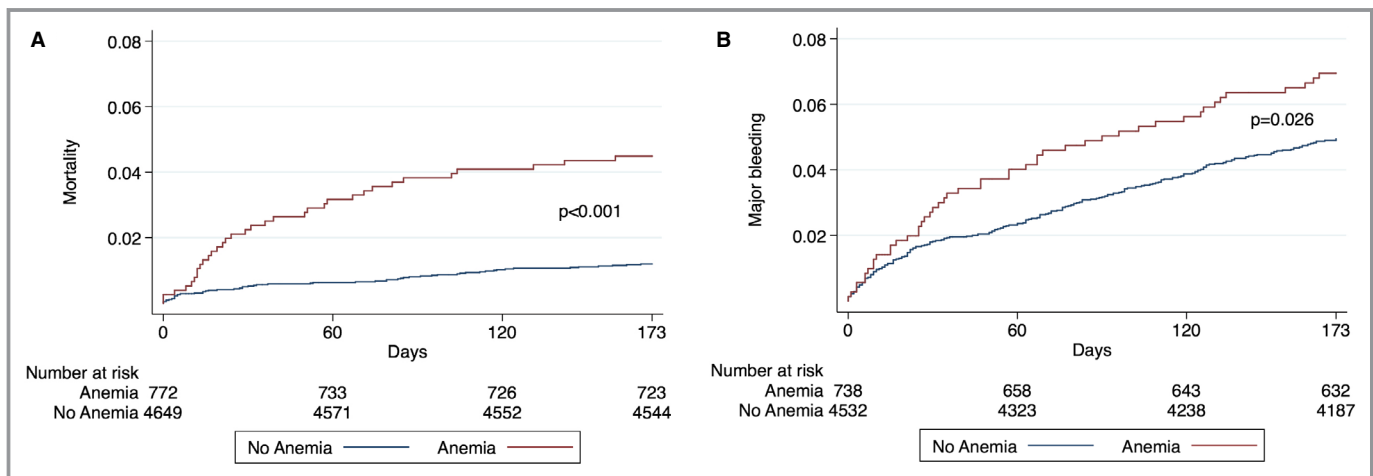 A
0.08
0.06
0.04
0.02
Mortality
p<0.001
0 60 120 173
Days
Number at risk
Anemia 772 733 726 723
No Anemia 4649 4571 4552 4544
No Anemia Anemia
B
0.08
0.06
0.04
0.02
Major bleeding
p=0.026
0 60 120 173
Days
Number at risk
Anemia 738 658 643 632
No Anemia 4532 4323 4238 4187
No Anemia Anemia